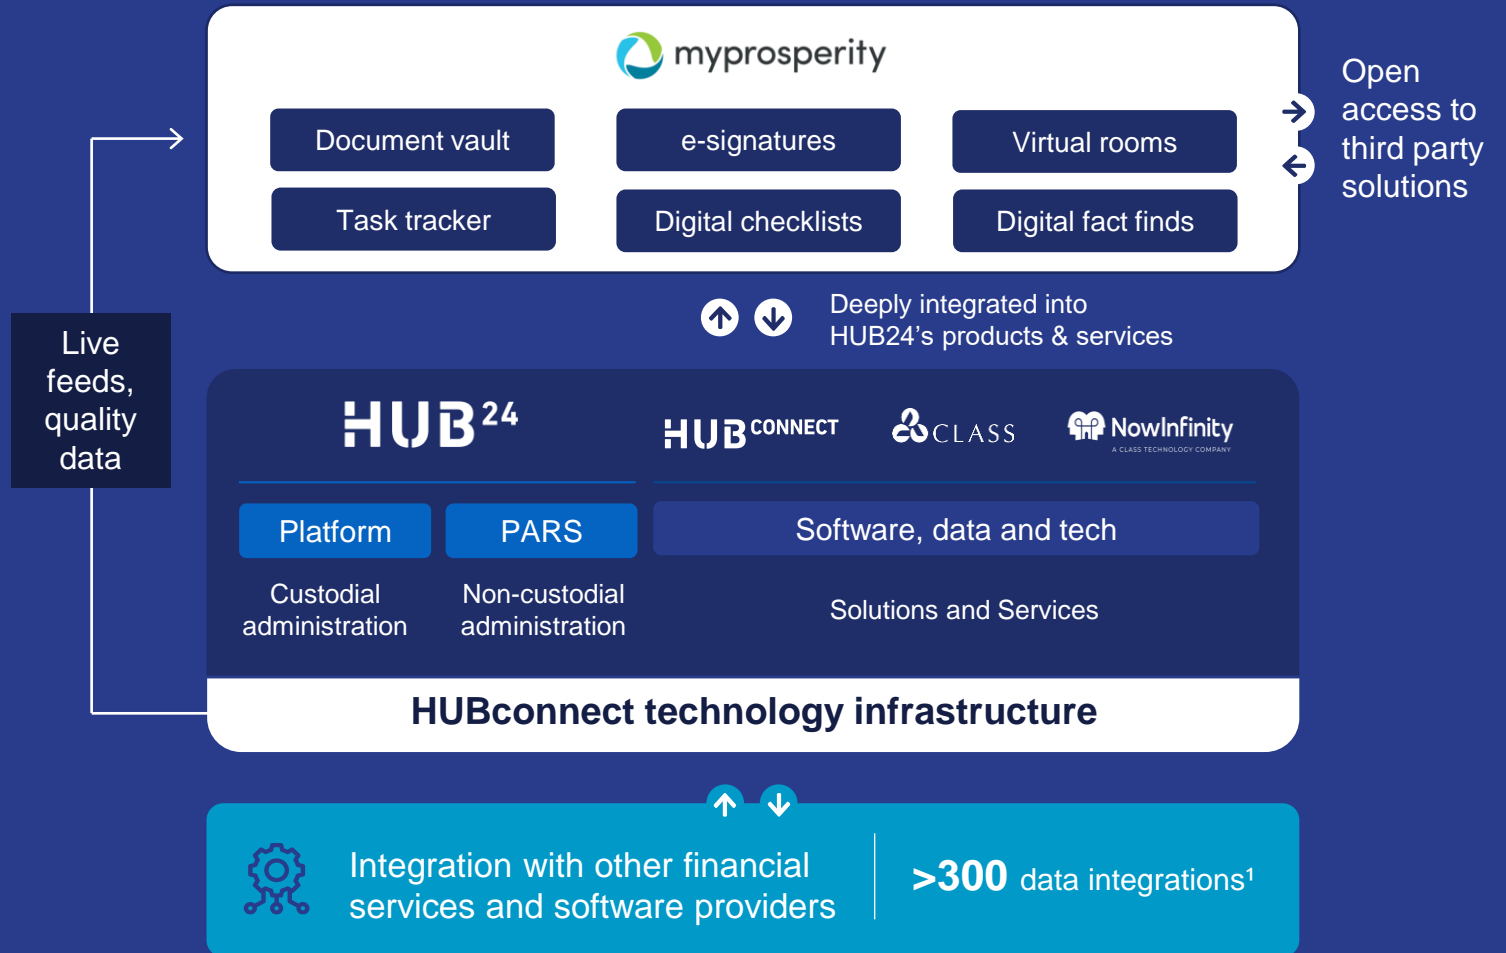 myprosperity
Document vault
e-signatures
Virtual rooms
Task tracker
Digital checklists
Digital fact finds
Open
access to
third party
solutions
Deeply integrated into
HUB24's products & services
Live
feeds,
quality
data
HUB24
HUBCONNECT
CLASS
NowInfinity
A CLASS TECHNOLOGY COMPANY
Platform
PARS
Software, data and tech
Custodial
administration
Non-custodial
administration
Solutions and Services
HUBconnect technology infrastructure
Integration with other financial
services and software providers
>300 data integrations¹